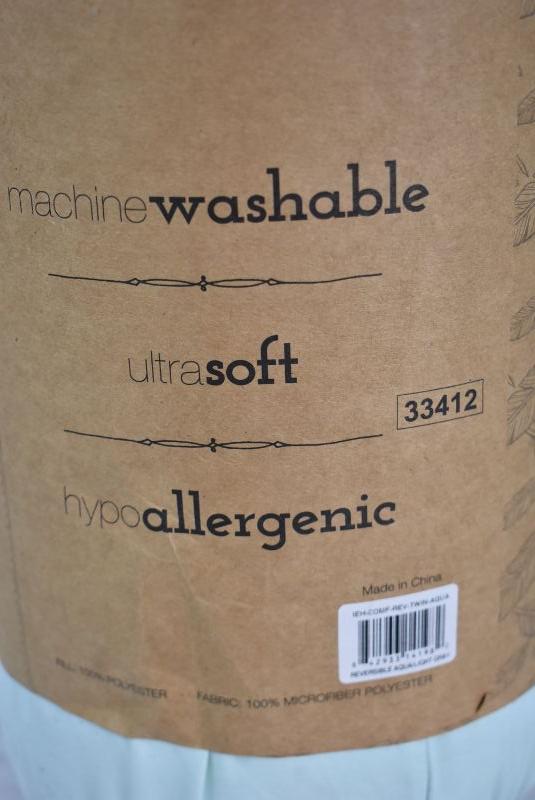 machinewashable
ultrasoft
33412
hypoallergenic
Made in China
IEH-COMF-REV-TWIN-AQUA
REVERSIBLE AQUA/LIGHT GREY
FILL: 100% POLYESTER FABRIC: 100% MICROFIBER POLYESTER